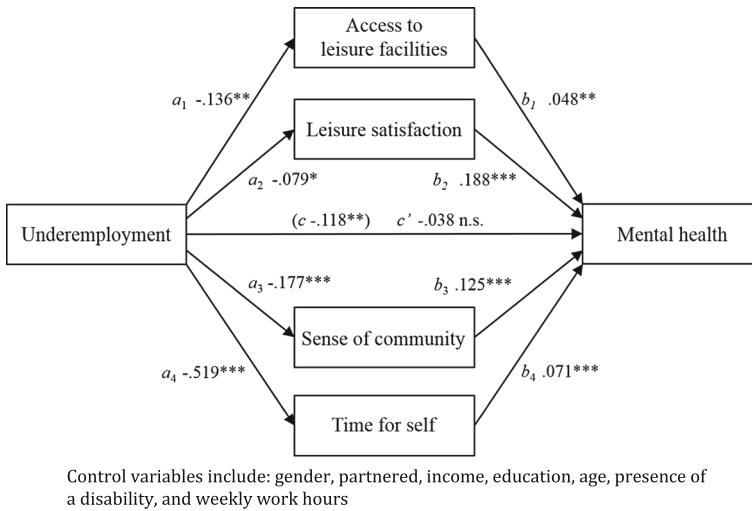 Access to
leisure facilities
a₁ -.136**
b₁ .048**
Leisure satisfaction
a₂ -.079*
b₂ .188***
Underemployment
(c -.118**) c' -.038 n.s.
Mental health
a₃ -.177***
b₃ .125***
Sense of community
a₄ -.519***
b₄ .071***
Time for self
Control variables include: gender, partnered, income, education, age, presence of
a disability, and weekly work hours